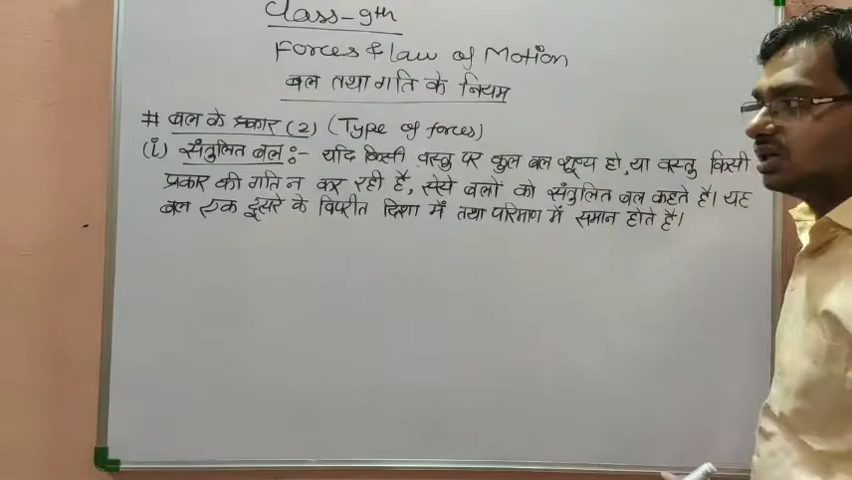 Class-9th
Forces & law of Motion
बल तथा गति के नियम
# बल के प्रकार (2) (Type of forces)
(i) संतुलित बल :- यदि किसी वस्तु पर कुल बल शून्य हो, या वस्तु किसी
प्रकार की गति न कर रही है, ऐसे बलों को संतुलित बल कहते है। यह
बल एक दूसरे के विपरीत दिशा में तथा परिमाण में समान होते है।